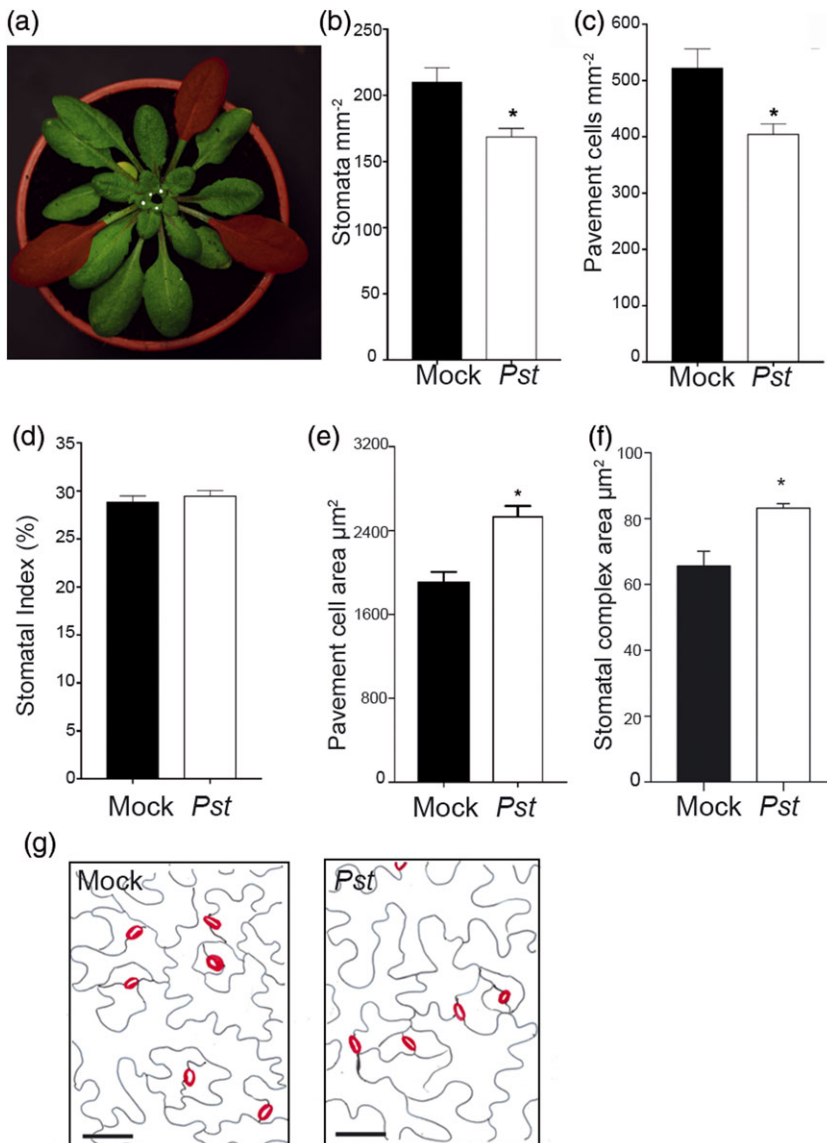 (a)
(b)
Stomata mm-2
250
200
150
100
50
0
*
Mock Pst
(c)
Pavement cells mm-2
600
500
400
300
200
100
0
*
Mock Pst
(d)
Stomatal Index (%)
35
30
25
20
15
10
5
0
Mock Pst
(e)
Pavement cell area µm2
3200
2400
1600
800
0
*
Mock Pst
(f)
Stomatal complex area µm2
100
80
60
40
20
0
*
Mock Pst
(g)
Mock
Pst